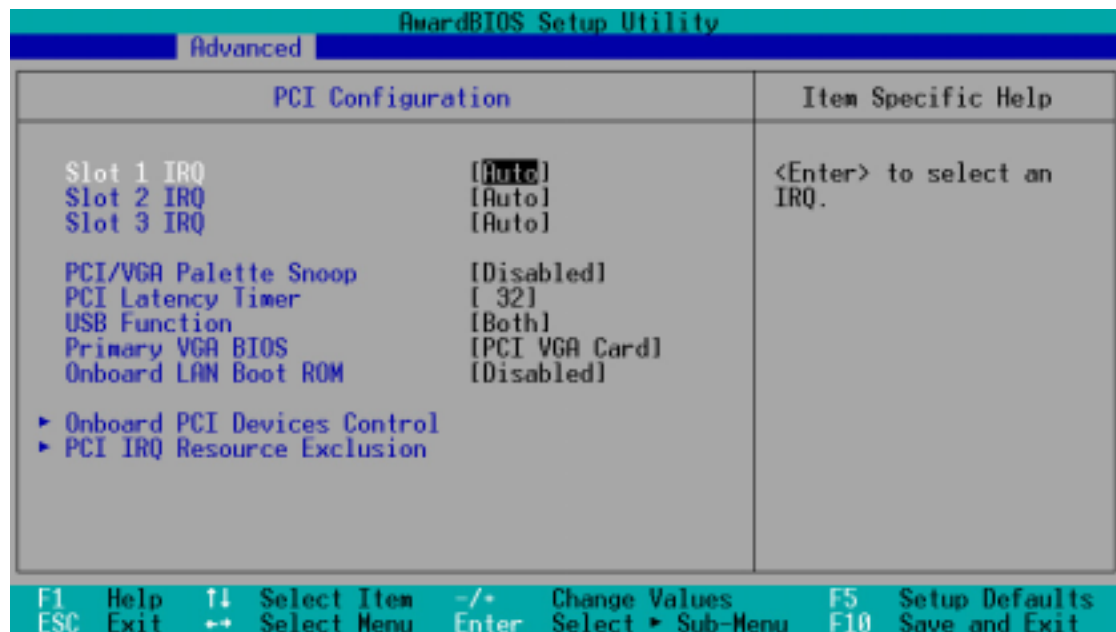 AwardBIOS Setup Utility
Advanced
PCI Configuration
Item Specific Help
Slot 1 IRQ [Auto]
Slot 2 IRQ [Auto]
Slot 3 IRQ [Auto]
PCI/VGA Palette Snoop [Disabled]
PCI Latency Timer [ 32]
USB Function [Both]
Primary VGA BIOS [PCI VGA Card]
Onboard LAN Boot ROM [Disabled]
► Onboard PCI Devices Control
► PCI IRQ Resource Exclusion
<Enter> to select an
IRQ.
F1 Help ↑↓ Select Item -/+ Change Values F5 Setup Defaults
ESC Exit ←→ Select Menu Enter Select ► Sub-Menu F10 Save and Exit